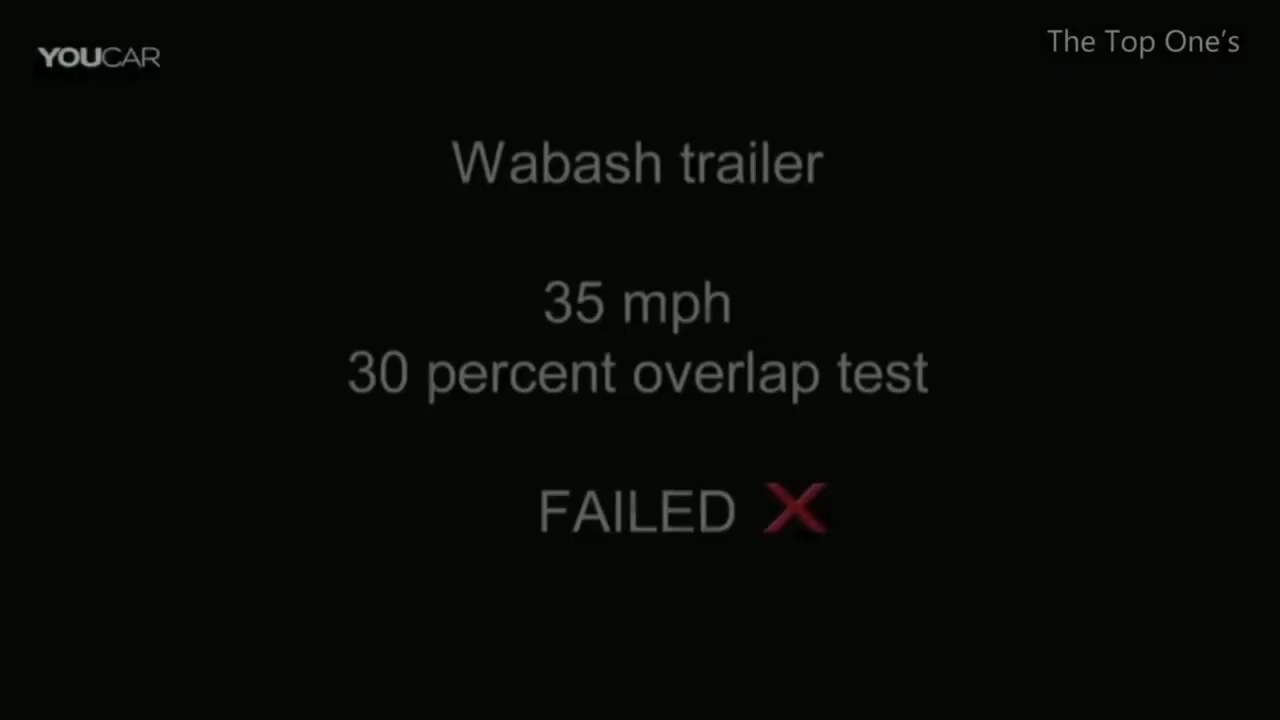 YOUCAR
The Top One’s
Wabash trailer
35 mph
30 percent overlap test
FAILED